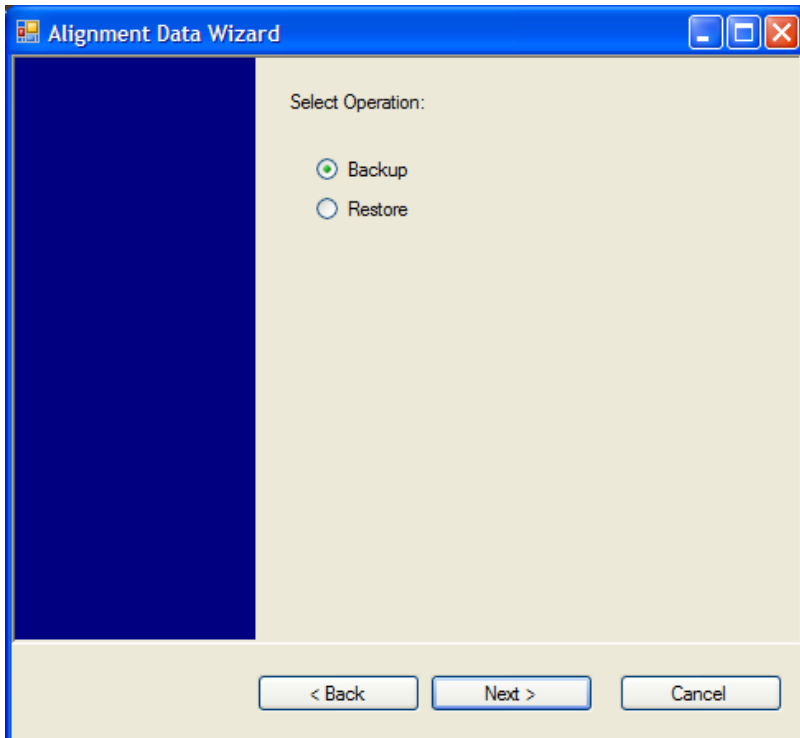 Alignment Data Wizard
Select Operation:
Backup
Restore
< Back
Next >
Cancel